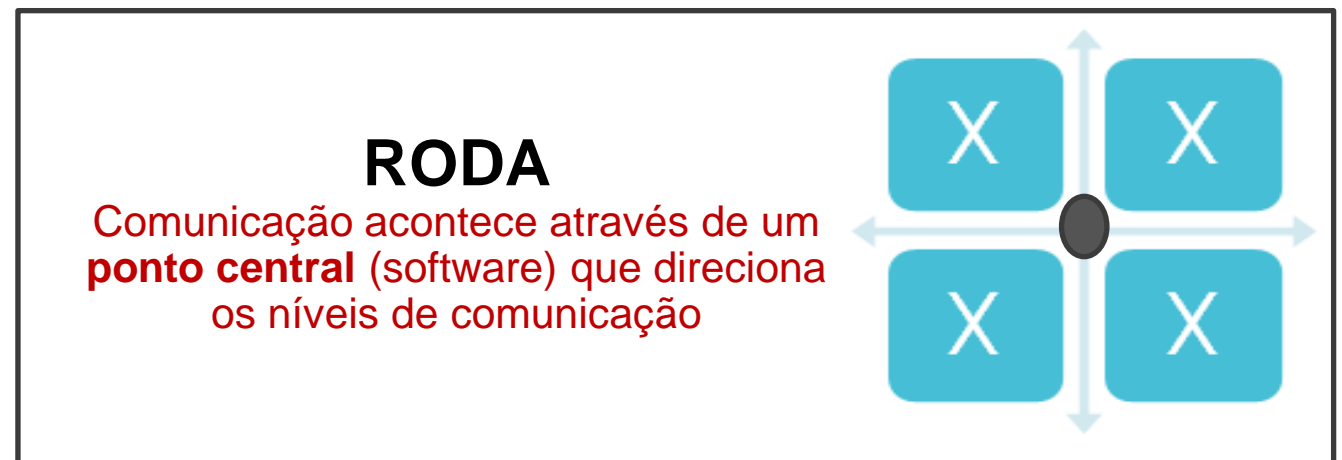 RODA
Comunicação acontece através de um
ponto central (software) que direciona
os níveis de comunicação
X X
X X